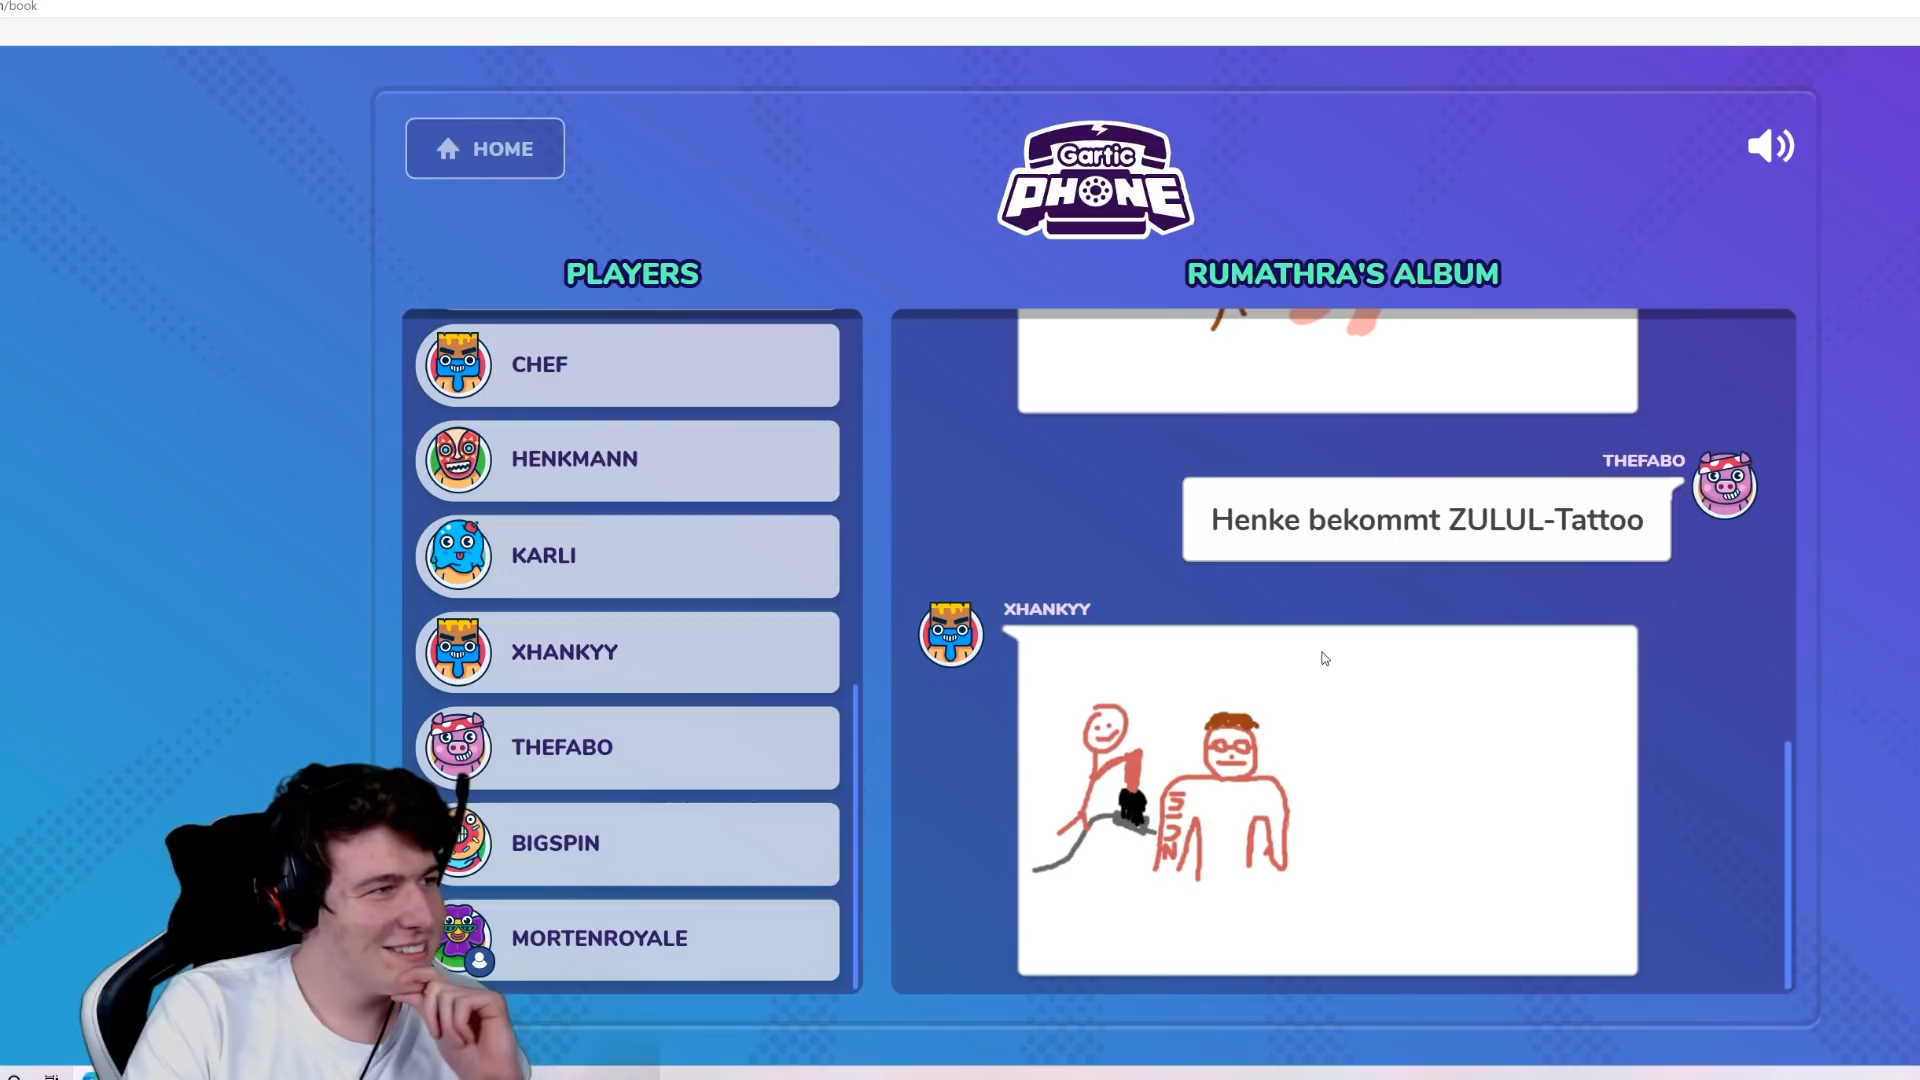 n/book
HOME
Gartic
PHONE
PLAYERS
RUMATHRA'S ALBUM
CHEF
HENKMANN
KARLI
XHANKYY
THEFABO
BIGSPIN
MORTENROYALE
THEFABO
Henke bekommt ZULUL-Tattoo
XHANKYY
ZULUL